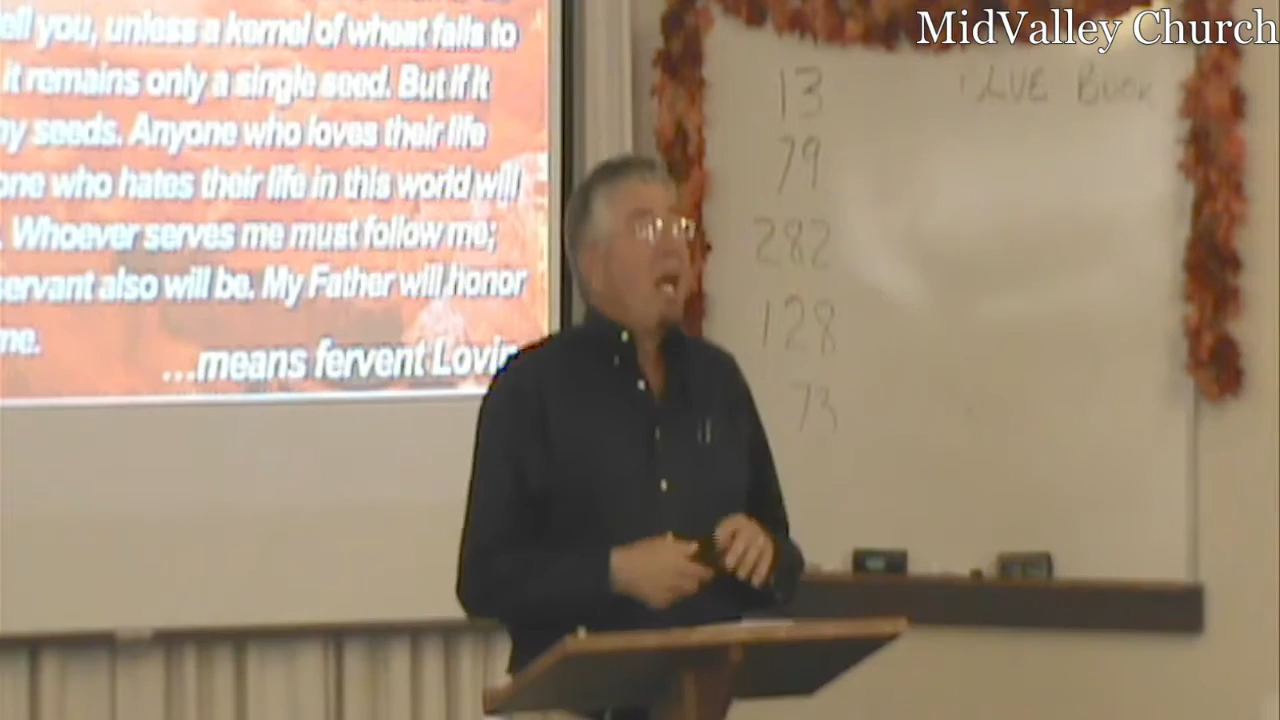 MidValley Church
ell you, unless a kernel of wheat falls to
it remains only a single seed. But if it
ny seeds. Anyone who loves their life
one who hates their life in this world will
. Whoever serves me must follow me;
servant also will be. My Father will honor
me.
...means fervent Lovin
13
79
282
128
73
BLUE BOOK